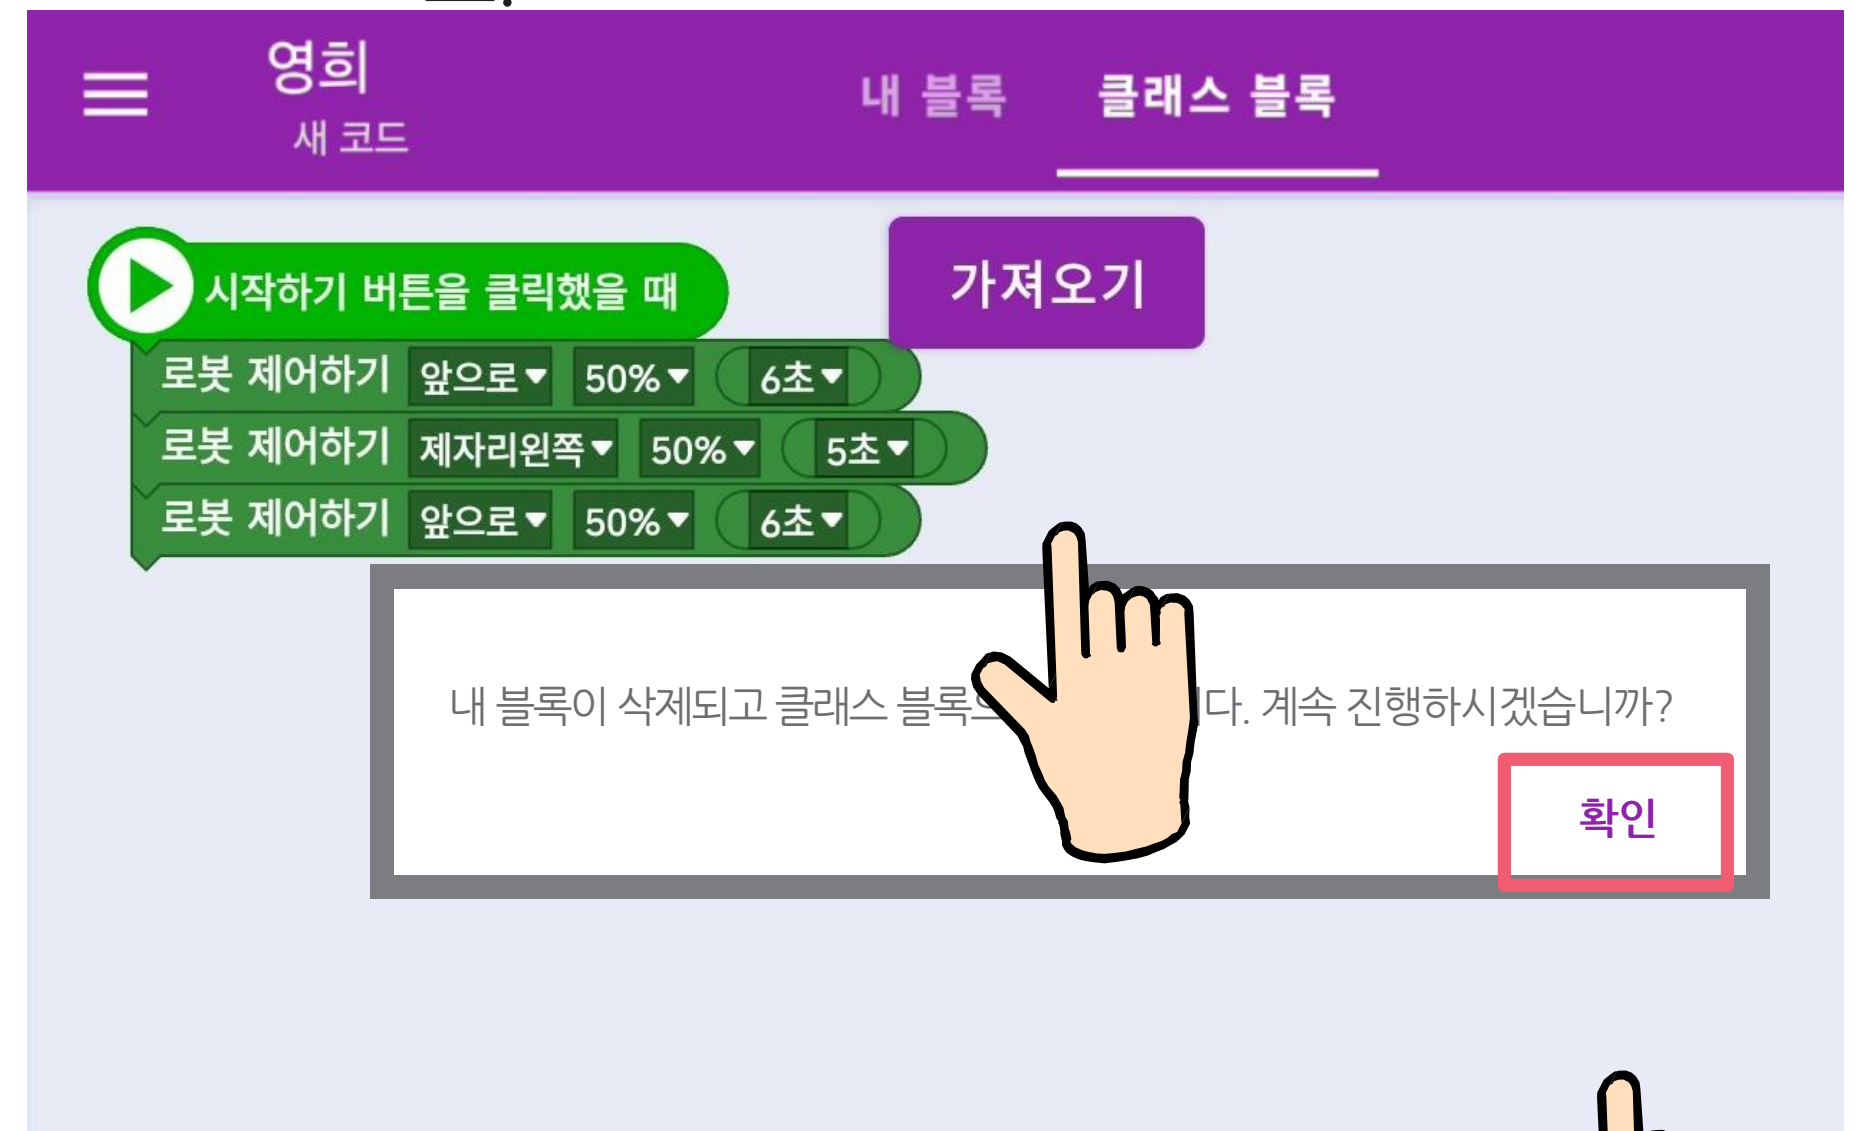 영희
새 코드
내 블록 클래스 블록
시작하기 버튼을 클릭했을 때
가져오기
로봇 제어하기 앞으로 50% 6초
로봇 제어하기 제자리왼쪽 50% 5초
로봇 제어하기 앞으로 50% 6초
내 블록이 삭제되고 클래스 계속 진행하시겠습니까?
확인